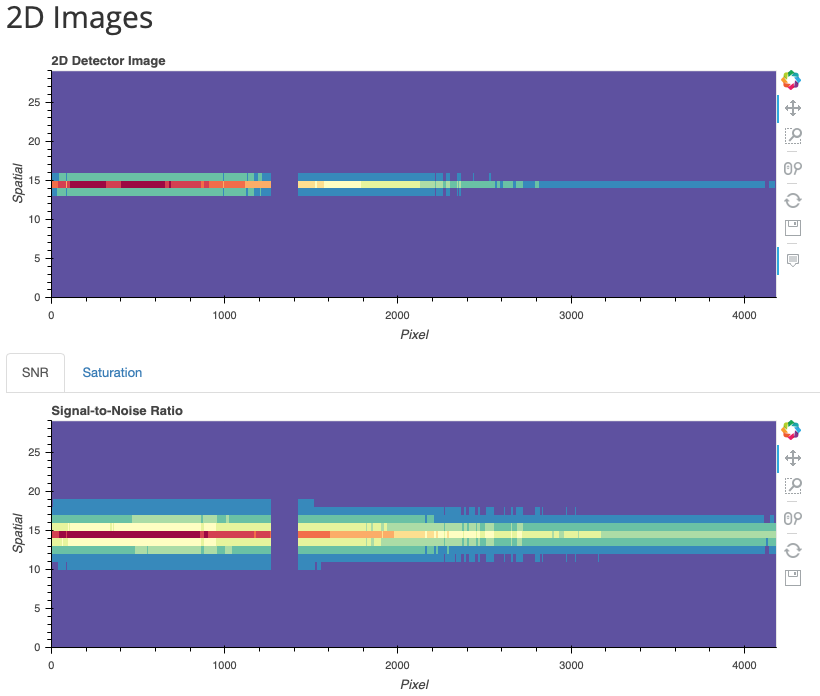 2D Images
2D Detector Image
25
20
15
10
5
0
Spatial
0 1000 2000 3000 4000
Pixel
SNR Saturation
Signal-to-Noise Ratio
25
20
15
10
5
0
Spatial
0 1000 2000 3000 4000
Pixel